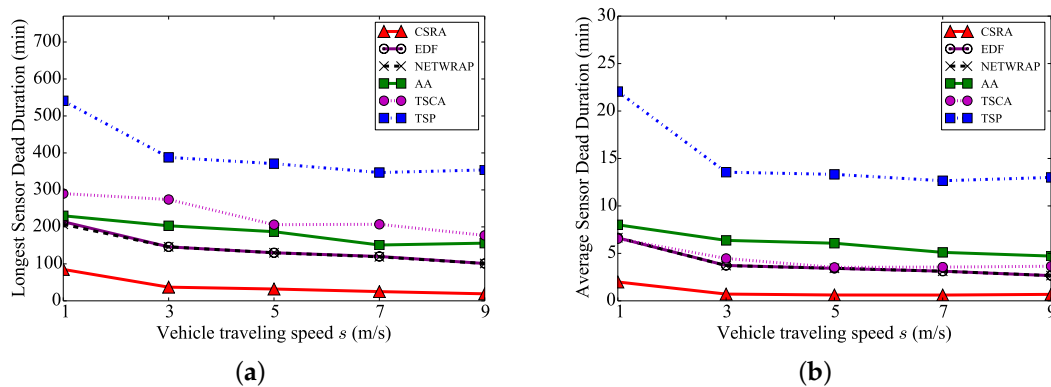 Longest Sensor Dead Duration (min)
700
600
500
400
300
200
100
0
1 3 5 7 9
Vehicle traveling speed s (m/s)
CSRA
EDF
NETWRAP
AA
TSCA
TSP
(a)
Average Sensor Dead Duration (min)
30
25
20
15
10
5
0
1 3 5 7 9
Vehicle traveling speed s (m/s)
CSRA
EDF
NETWRAP
AA
TSCA
TSP
(b)